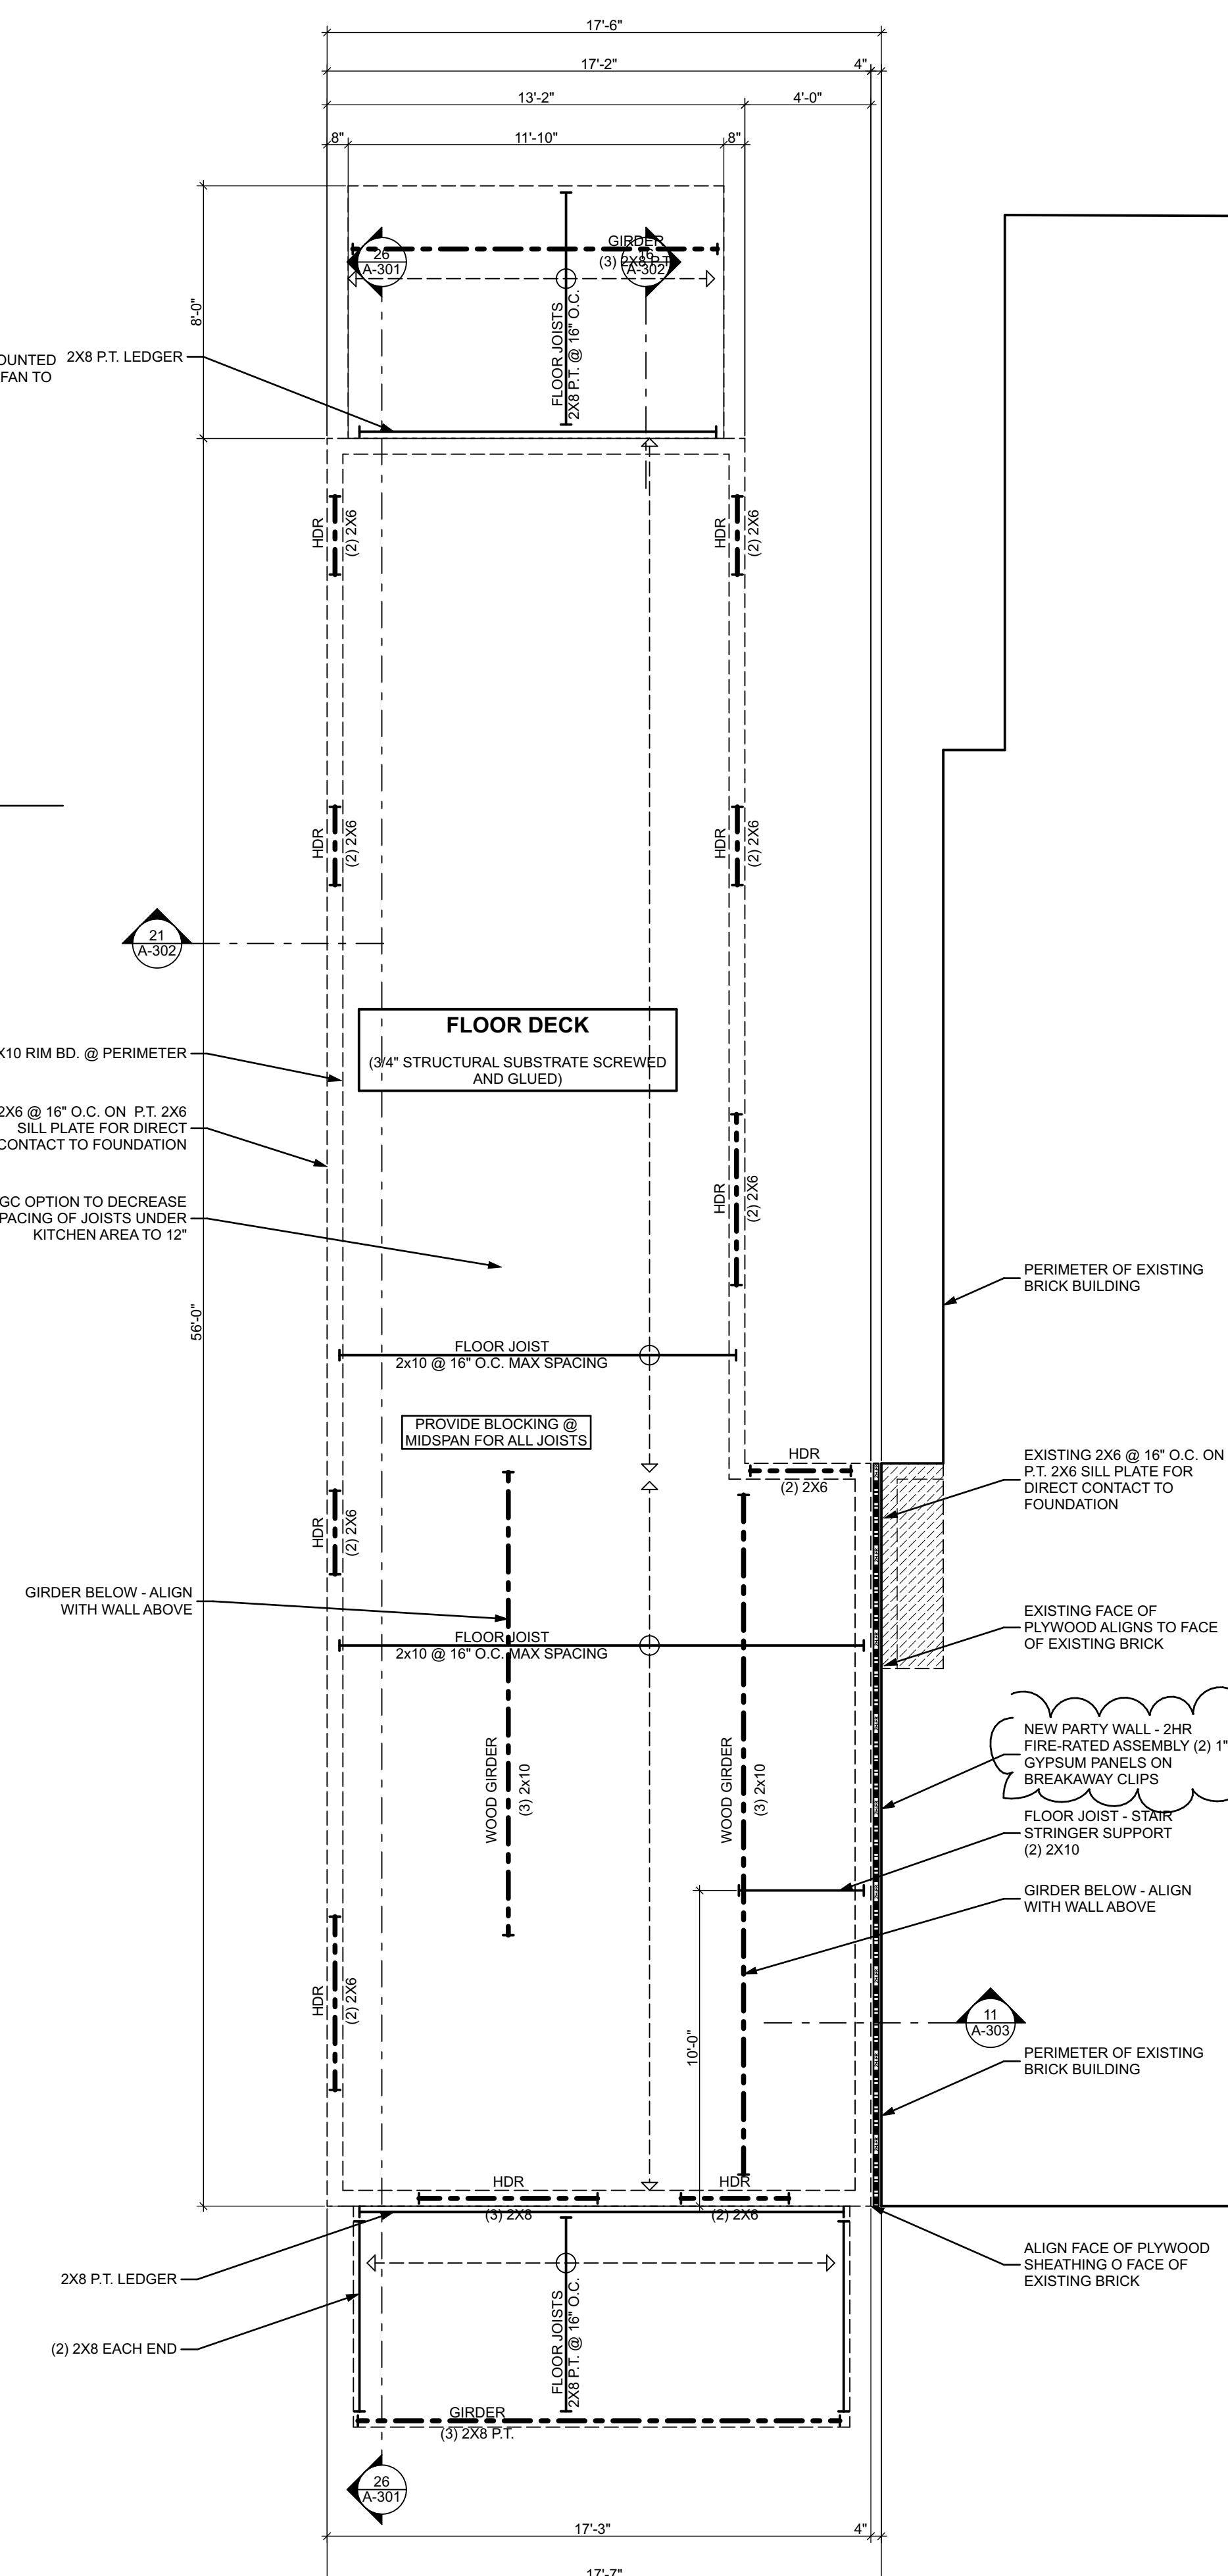 17'-6"
17'-2"
4"
13'-2"
4'-0"
8"
11'-10"
8"
8'-0"
26
A-301
GIRDER
(3) 2X8 P.T.
16
A-302
FLOOR JOISTS
2X8 P.T. @ 16" O.C.
OUNTED
FAN TO
2X8 P.T. LEDGER
HDR
(2) 2X6
HDR
(2) 2X6
HDR
(2) 2X6
HDR
(2) 2X6
21
A-302
FLOOR DECK
(3/4" STRUCTURAL SUBSTRATE SCREWED
AND GLUED)
X10 RIM BD. @ PERIMETER
2X6 @ 16" O.C. ON P.T. 2X6
SILL PLATE FOR DIRECT
CONTACT TO FOUNDATION
GC OPTION TO DECREASE
PACING OF JOISTS UNDER
KITCHEN AREA TO 12"
HDR
(2) 2X6
56'-0"
PERIMETER OF EXISTING
BRICK BUILDING
FLOOR JOIST
2x10 @ 16" O.C. MAX SPACING
PROVIDE BLOCKING @
MIDSPAN FOR ALL JOISTS
HDR
(2) 2X6
EXISTING 2X6 @ 16" O.C. ON
P.T. 2X6 SILL PLATE FOR
DIRECT CONTACT TO
FOUNDATION
HDR
(2) 2X6
GIRDER BELOW - ALIGN
WITH WALL ABOVE
FLOOR JOIST
2x10 @ 16" O.C. MAX SPACING
EXISTING FACE OF
PLYWOOD ALIGNS TO FACE
OF EXISTING BRICK
WOOD GIRDER
(3) 2x10
WOOD GIRDER
(3) 2x10
NEW PARTY WALL - 2HR
FIRE-RATED ASSEMBLY (2) 1"
GYPSUM PANELS ON
BREAKAWAY CLIPS
FLOOR JOIST - STAIR
STRINGER SUPPORT
(2) 2X10
GIRDER BELOW - ALIGN
WITH WALL ABOVE
HDR
(2) 2X6
10'-0"
11
A-303
PERIMETER OF EXISTING
BRICK BUILDING
HDR
(3) 2X8
HDR
(2) 2X6
ALIGN FACE OF PLYWOOD
SHEATHING O FACE OF
EXISTING BRICK
2X8 P.T. LEDGER
(2) 2X8 EACH END
FLOOR JOISTS
2X8 P.T. @ 16" O.C.
GIRDER
(3) 2X8 P.T.
26
A-301
17'-3"
4"
17'-7"